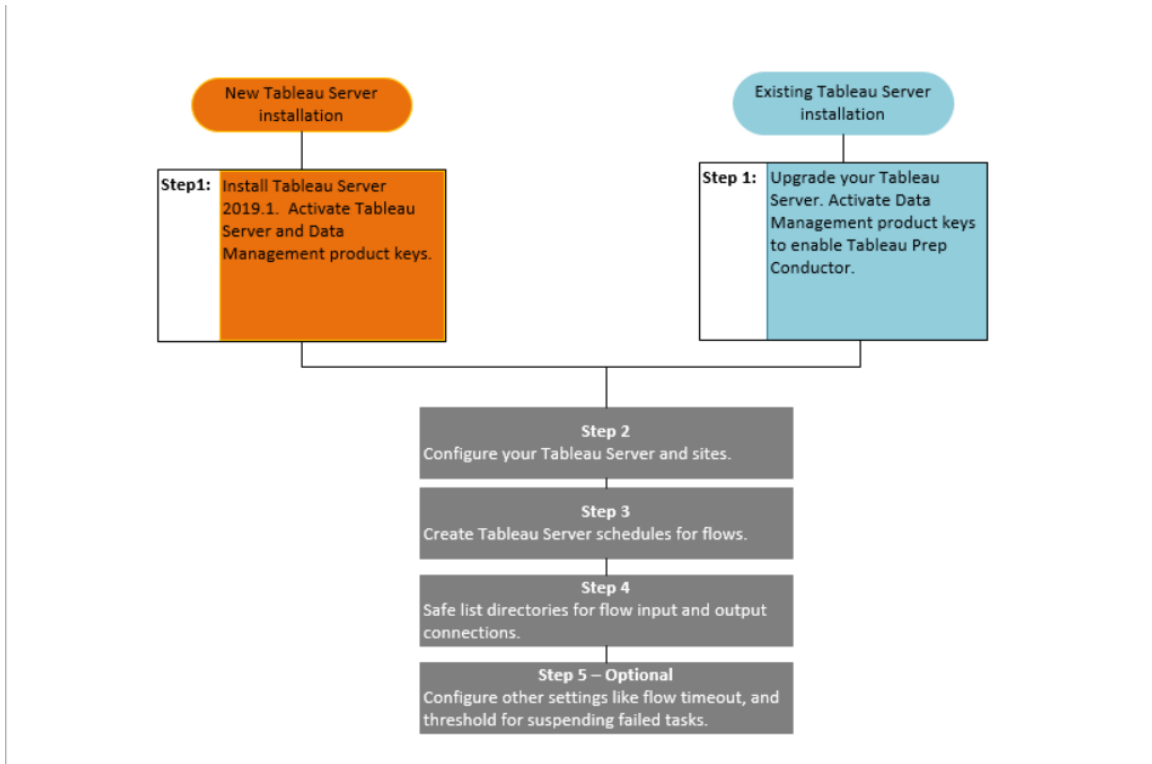 New Tableau Server
installation
Step1:
Install Tableau Server
2019.1.  Activate Tableau
Server and Data
Management product keys.
Existing Tableau Server
installation
Step 1:
Upgrade your Tableau
Server. Activate Data
Management product keys
to enable Tableau Prep
Conductor.
Step 2
Configure your Tableau Server and sites.
Step 3
Create Tableau Server schedules for flows.
Step 4
Safe list directories for flow input and output
connections.
Step 5 – Optional
Configure other settings like flow timeout, and
threshold for suspending failed tasks.